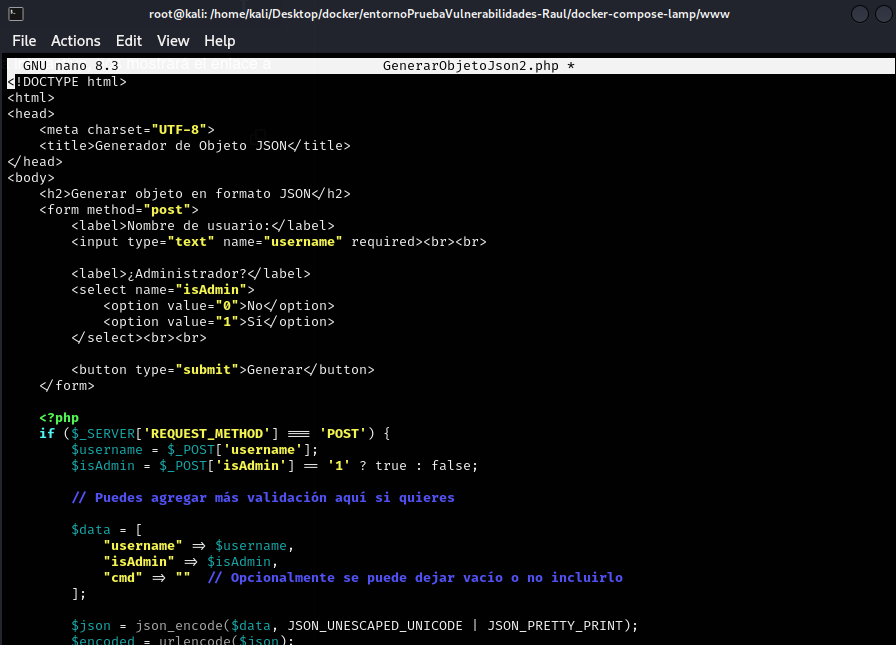 root@kali: /home/kali/Desktop/docker/entornoPruebaVulnerabilidades-Raul/docker-compose-lamp/www
File Actions Edit View Help
GNU nano 8.3 mostrará el enlace a GenerarObjetoJson2.php *
<!DOCTYPE html>
<html>
<head>
    <meta charset="UTF-8">
    <title>Generador de Objeto JSON</title>
</head>
<body>
    <h2>Generar objeto en formato JSON</h2>
    <form method="post">
        <label>Nombre de usuario:</label>
        <input type="text" name="username" required><br><br>
        <label>¿Administrador?</label>
        <select name="isAdmin">
            <option value="0">No</option>
            <option value="1">Sí</option>
        </select><br><br>
        <button type="submit">Generar</button>
    </form>
    <?php
    if ($_SERVER['REQUEST_METHOD'] === 'POST') {
        $username = $_POST['username'];
        $isAdmin = $_POST['isAdmin'] == '1' ? true : false;
        // Puedes agregar más validación aquí si quieres
        $data = [
            "username" => $username,
            "isAdmin" => $isAdmin,
            "cmd" => ""  // Opcionalmente se puede dejar vacío o no incluirlo
        ];
        $json = json_encode($data, JSON_UNESCAPED_UNICODE | JSON_PRETTY_PRINT);
        $encoded = urlencode($json);